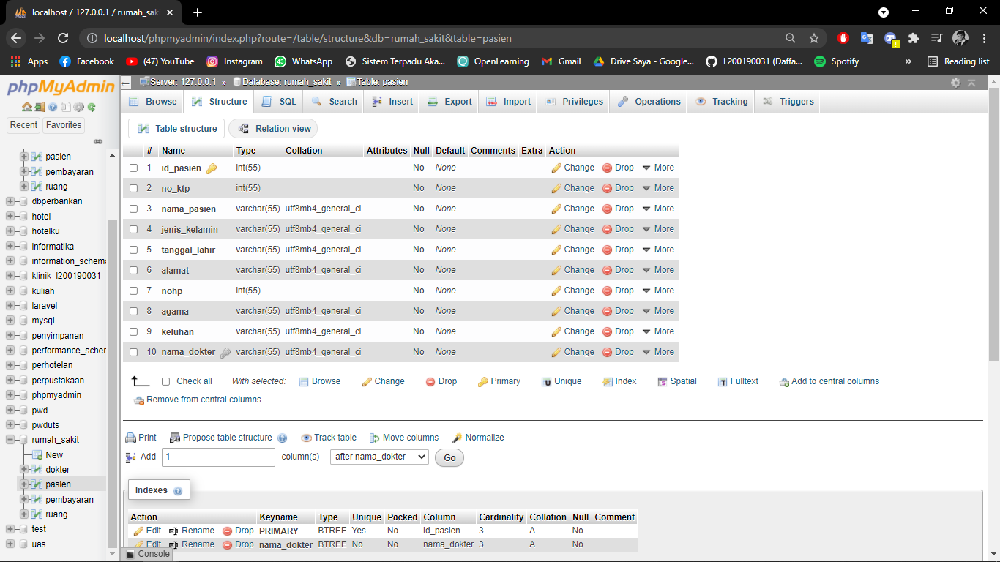 localhost / 127.0.0.1 / rumah_sak
localhost/phpmyadmin/index.php?route=/table/structure&db=rumah_sakit&table=pasien
Apps Facebook (47) YouTube Instagram 43 WhatsApp Sistem Terpadu Aka... OpenLearning Gmail Drive Saya - Google... L200190031 (Daffa... Spotify » Reading list
phpMyAdmin
Recent Favorites
pasien
pembayaran
ruang
dbperbankan
hotel
hotelku
informatika
information_schema
klinik_l200190031
kuliah
laravel
mysql
penyimpanan
performance_scher
perhotelan
perpustakaan
phpmyadmin
pwd
pwduts
rumah_sakit
New
dokter
pasien
pembayaran
ruang
test
uas
Server: 127.0.0.1 » Database: rumah_sakit » Table: pasien
Browse Structure SQL Search Insert Export Import Privileges Operations Tracking Triggers
Table structure Relation view
# Name Type Collation Attributes Null Default Comments Extra Action
1 id_pasien int(55) No None Change Drop More
2 no_ktp int(55) No None Change Drop More
3 nama_pasien varchar(55) utf8mb4_general_ci No None Change Drop More
4 jenis_kelamin varchar(55) utf8mb4_general_ci No None Change Drop More
5 tanggal_lahir varchar(55) utf8mb4_general_ci No None Change Drop More
6 alamat varchar(55) utf8mb4_general_ci No None Change Drop More
7 nohp int(55) No None Change Drop More
8 agama varchar(55) utf8mb4_general_ci No None Change Drop More
9 keluhan varchar(55) utf8mb4_general_ci No None Change Drop More
10 nama_dokter varchar(55) utf8mb4_general_ci No None Change Drop More
Check all With selected: Browse Change Drop Primary Unique Index Spatial Fulltext Add to central columns
Remove from central columns
Print Propose table structure Track table Move columns Normalize
Add 1 column(s) after nama_dokter Go
Indexes
Action Keyname Type Unique Packed Column Cardinality Collation Null Comment
Edit Rename Drop PRIMARY BTREE Yes No id_pasien 3 A No
Edit Rename Drop nama_dokter BTREE No No nama_dokter 3 A No
Console